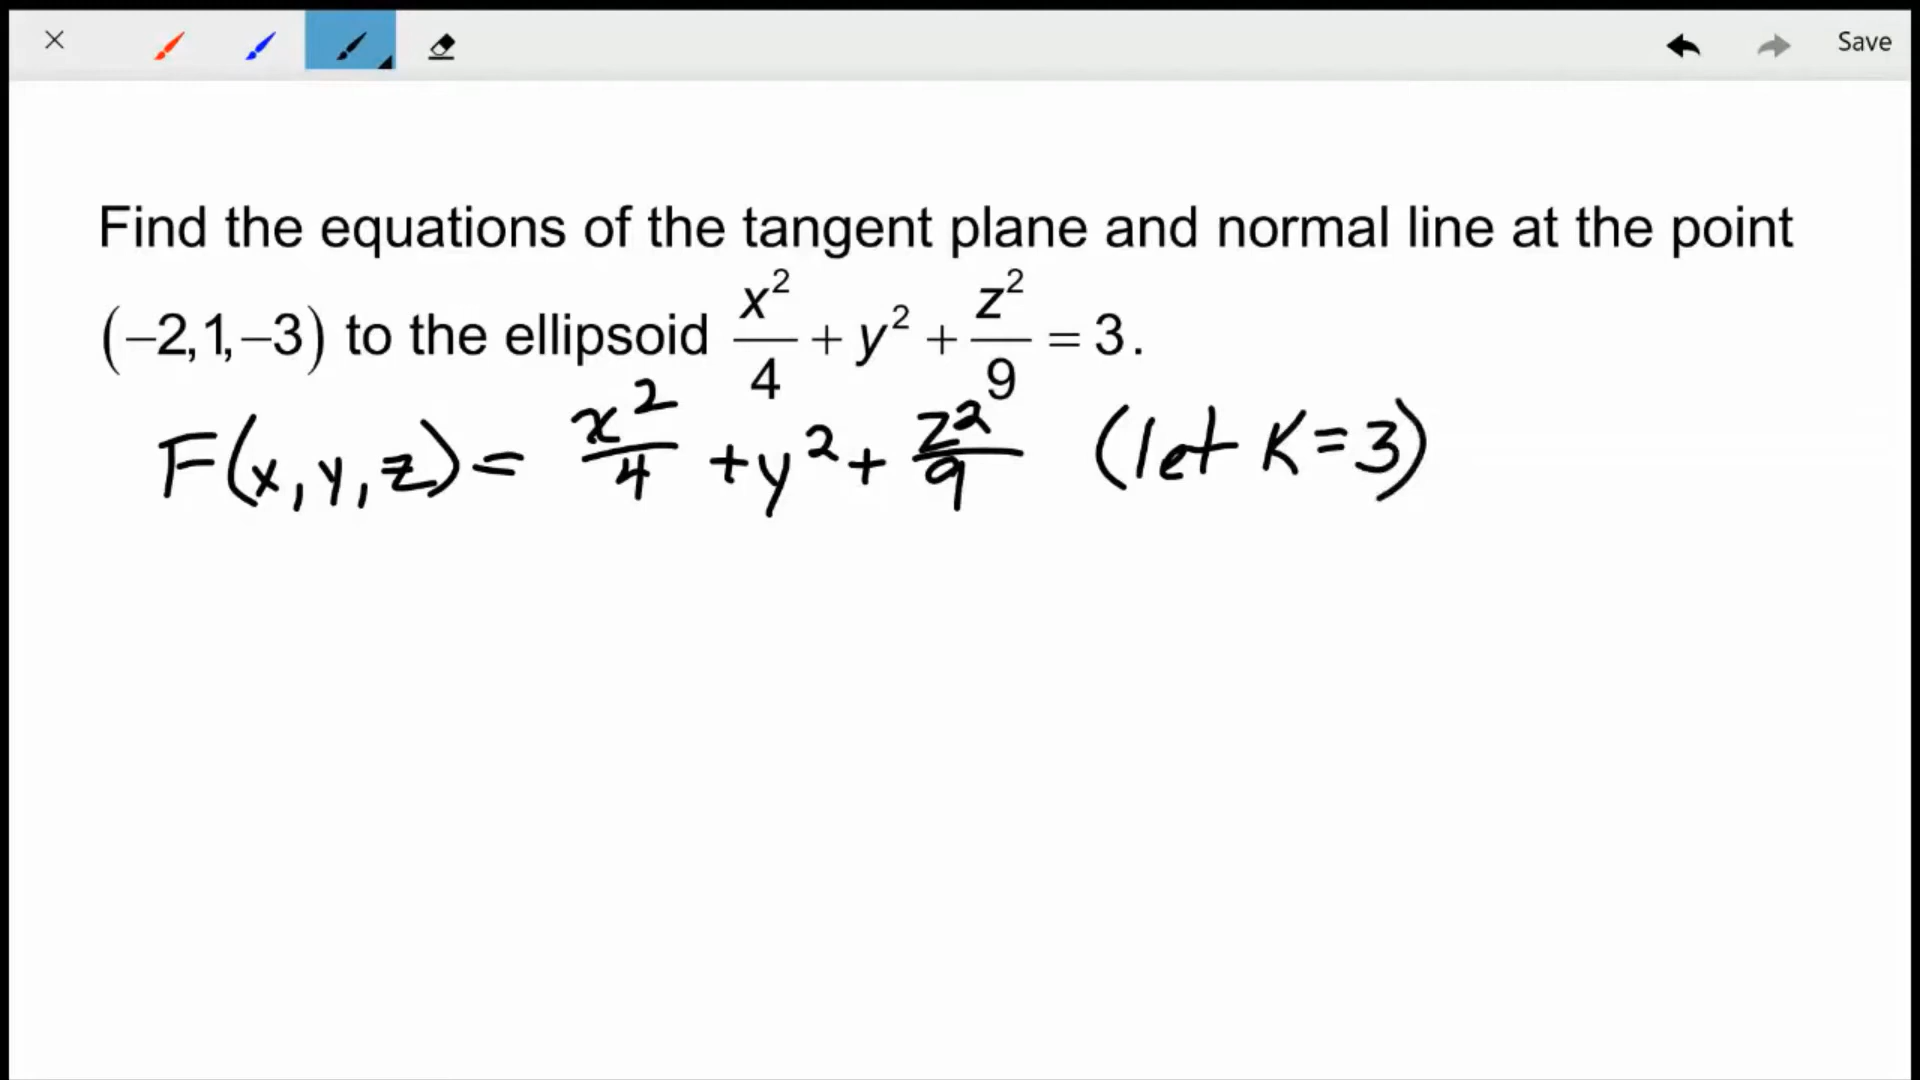 Save
Find the equations of the tangent plane and normal line at the point
(−2,1,−3) to the ellipsoid x²/4 + y² + z²/9 = 3.
F(x,y,z) = x²/4 + y² + z²/9 (let K=3)